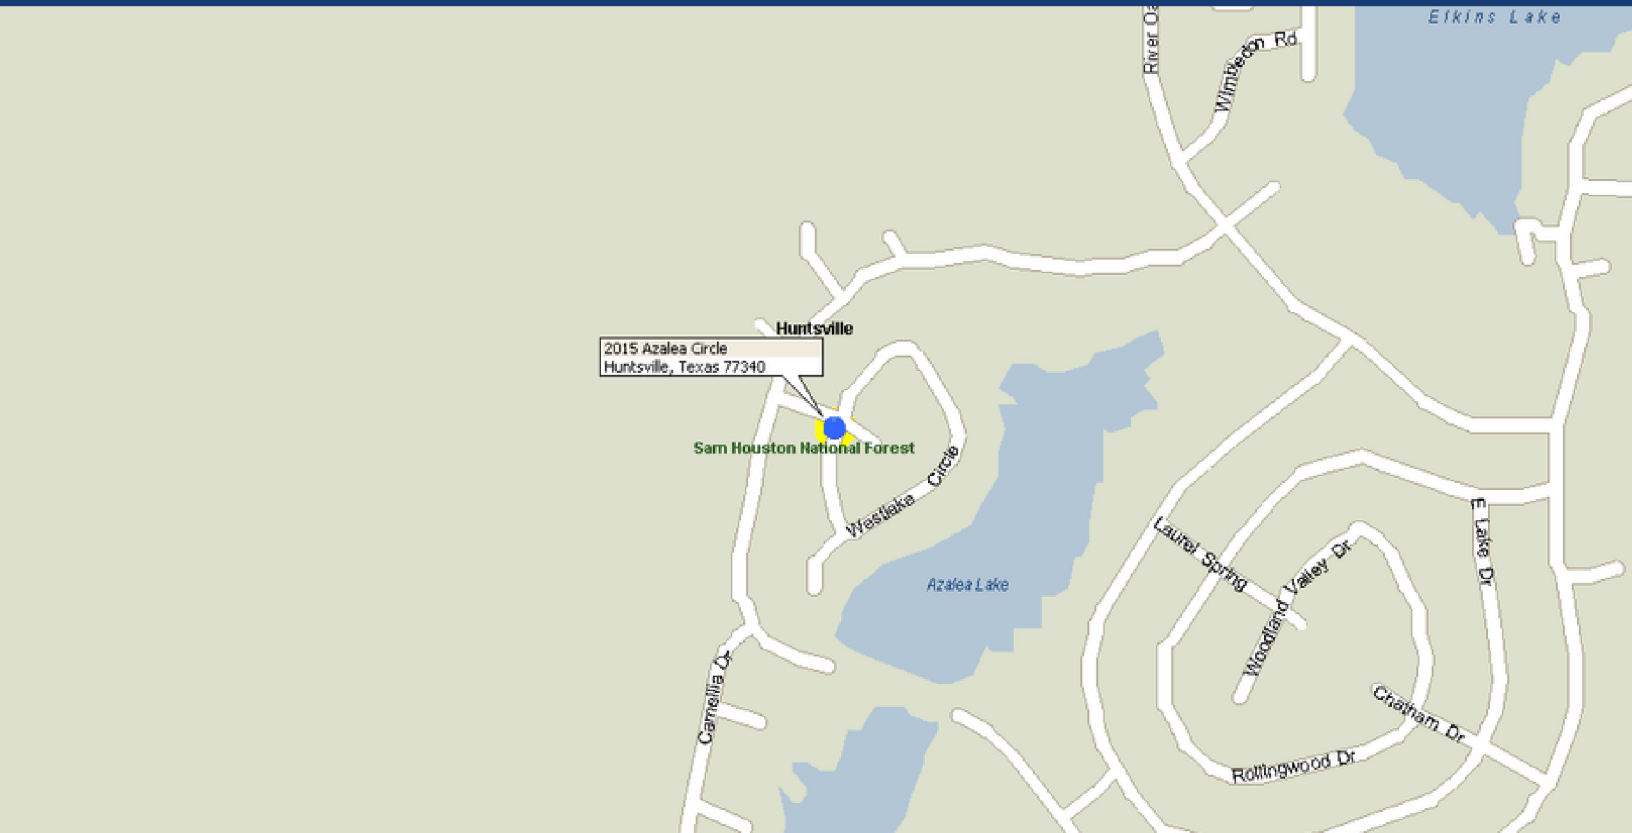 Elkins Lake
River Oa
Wimbledon Rd
Huntsville
2015 Azalea Circle
Huntsville, Texas 77340
Sam Houston National Forest
Westlake Circle
Azalea Lake
Laurel Spring
E Lake Dr
Woodland Valley Dr
Camellia Dr
Chatham Dr
Rollingwood Dr